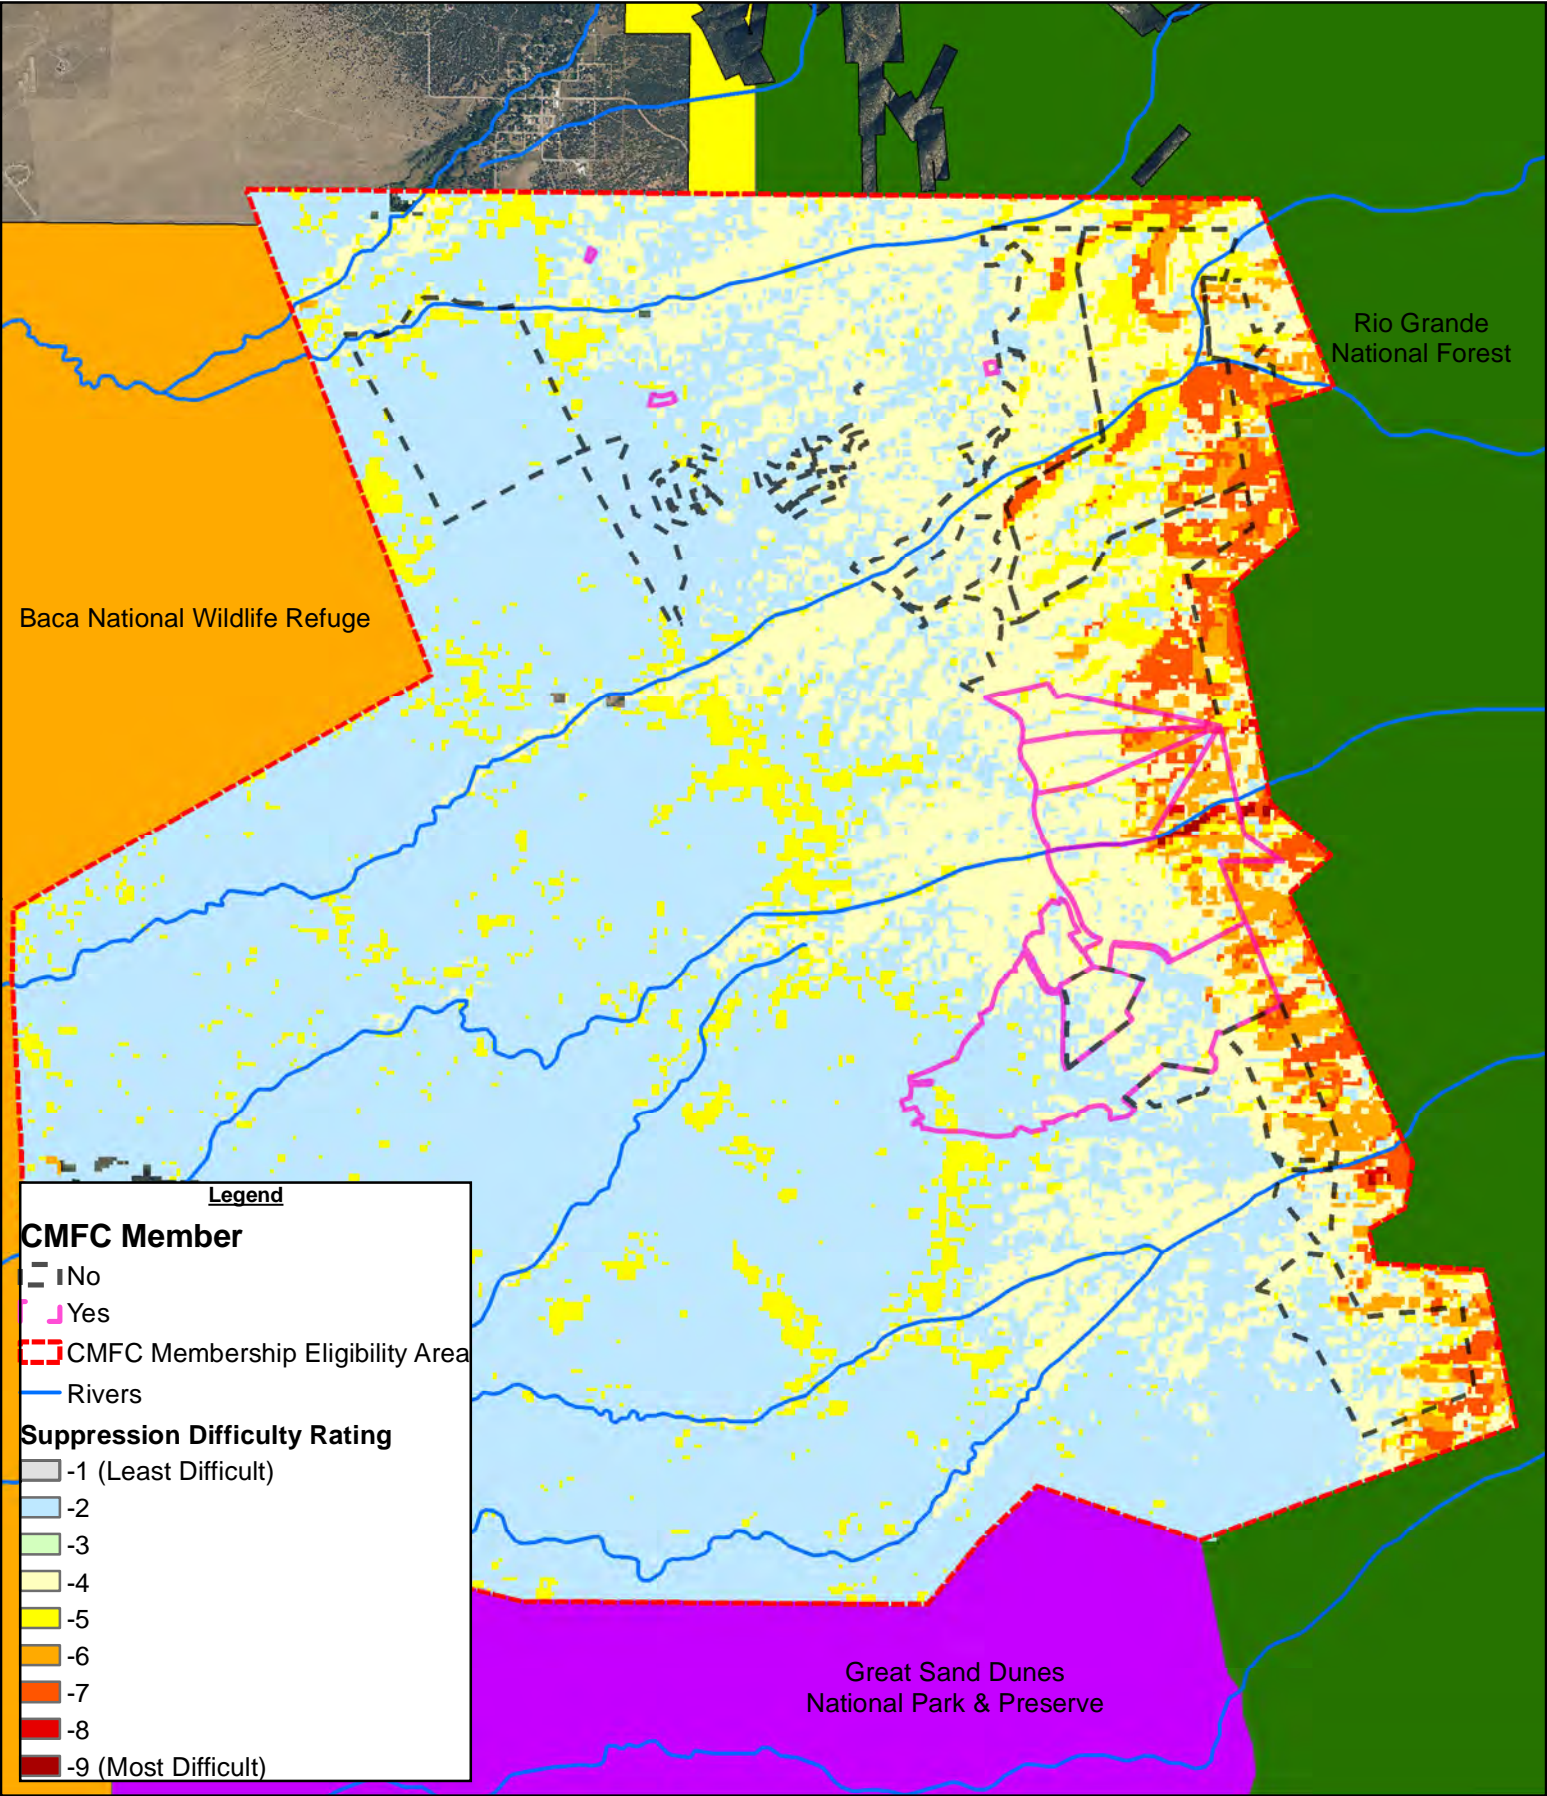 Rio Grande
National Forest
Baca National Wildlife Refuge
Legend
CMFC Member
No
Yes
CMFC Membership Eligibility Area
Rivers
Suppression Difficulty Rating
-1 (Least Difficult)
-2
-3
-4
-5
-6
-7
-8
-9 (Most Difficult)
Great Sand Dunes
National Park & Preserve